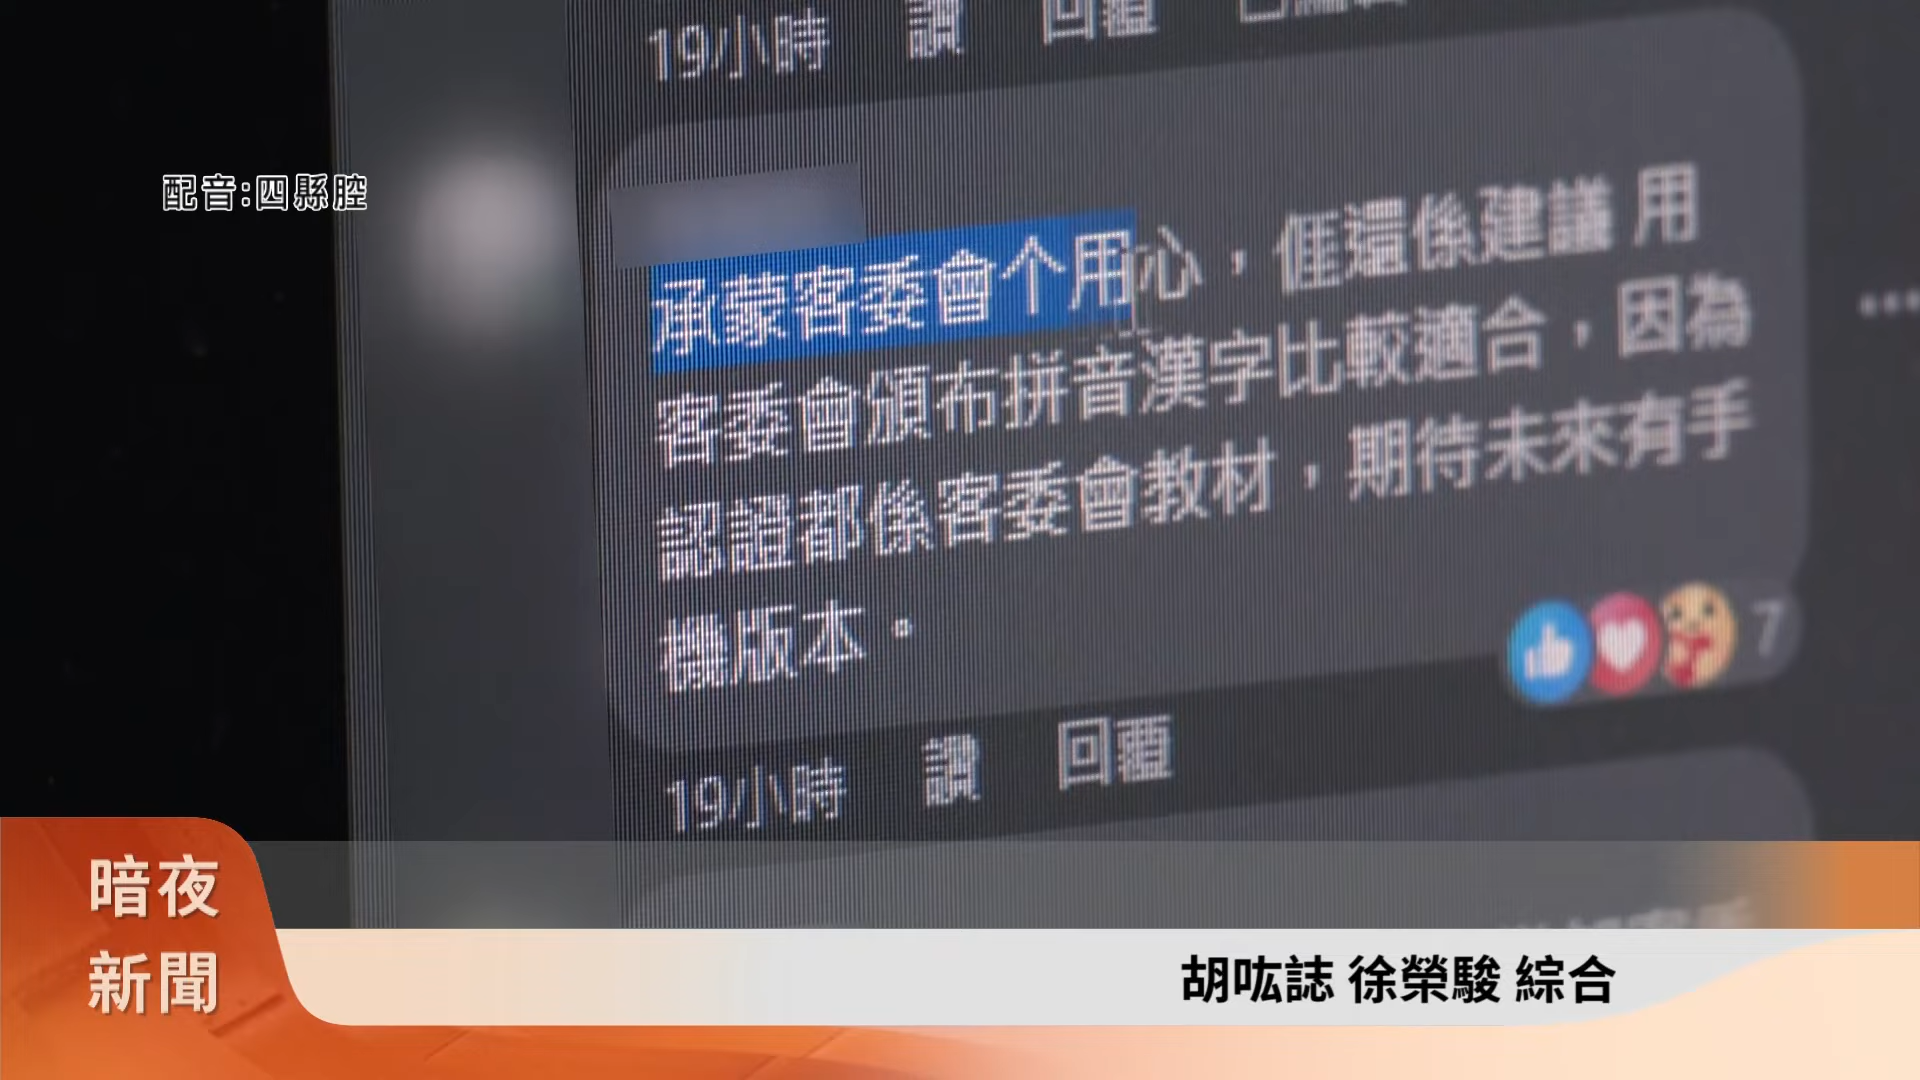 19小時 讚 回覆
配音:四縣腔
承蒙客委會个用心，𠊎還係建議 用
客委會頒布拼音漢字比較適合，因為
認證都係客委會教材，期待未來有手
機版本。
7
19小時 讚 回覆
暗夜
新聞
胡吰誌 徐榮駿 綜合